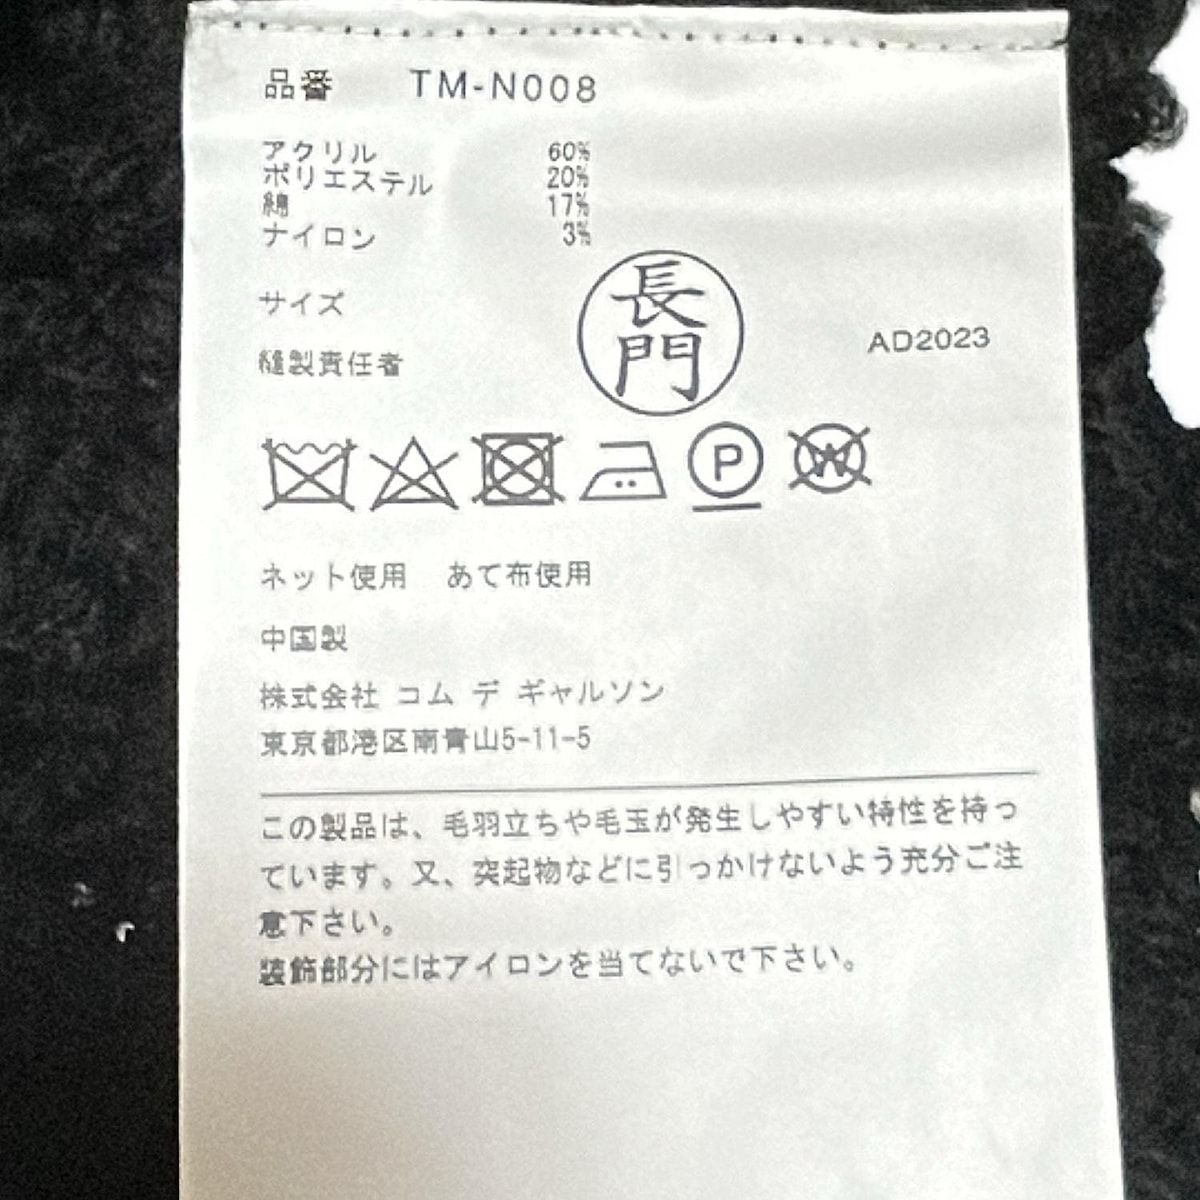 品番 TM-N008
アクリル 60%
ポリエステル 20%
綿 17%
ナイロン 3%
サイズ
縫製責任者
長門
AD2023
P W
ネット使用 あて布使用
中国製
株式会社 コム デ ギャルソン
東京都港区南青山5-11-5
この製品は、毛羽立ちや毛玉が発生しやすい特性を持っ
ています。又、突起物などに引っかけないよう充分ご注
意下さい。
装飾部分にはアイロンを当てないで下さい。